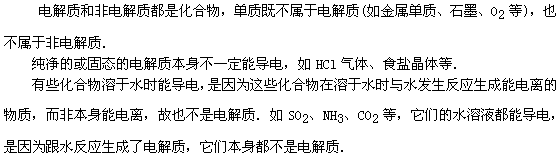 电解质和非电解质都是化合物，单质既不属于电解质(如金属单质、石墨、O2 等)，也
不属于非电解质．
纯净的或固态的电解质本身不一定能导电，如 HCl 气体、食盐晶体等．
有些化合物溶于水时能导电，是因为这些化合物在溶于水时与水发生反应生成能电离的
物质，而非本身能电离，故也不是电解质．如 SO2、NH3、CO2 等，它们的水溶液都能导电，
是因为跟水反应生成了电解质，它们本身都不是电解质．